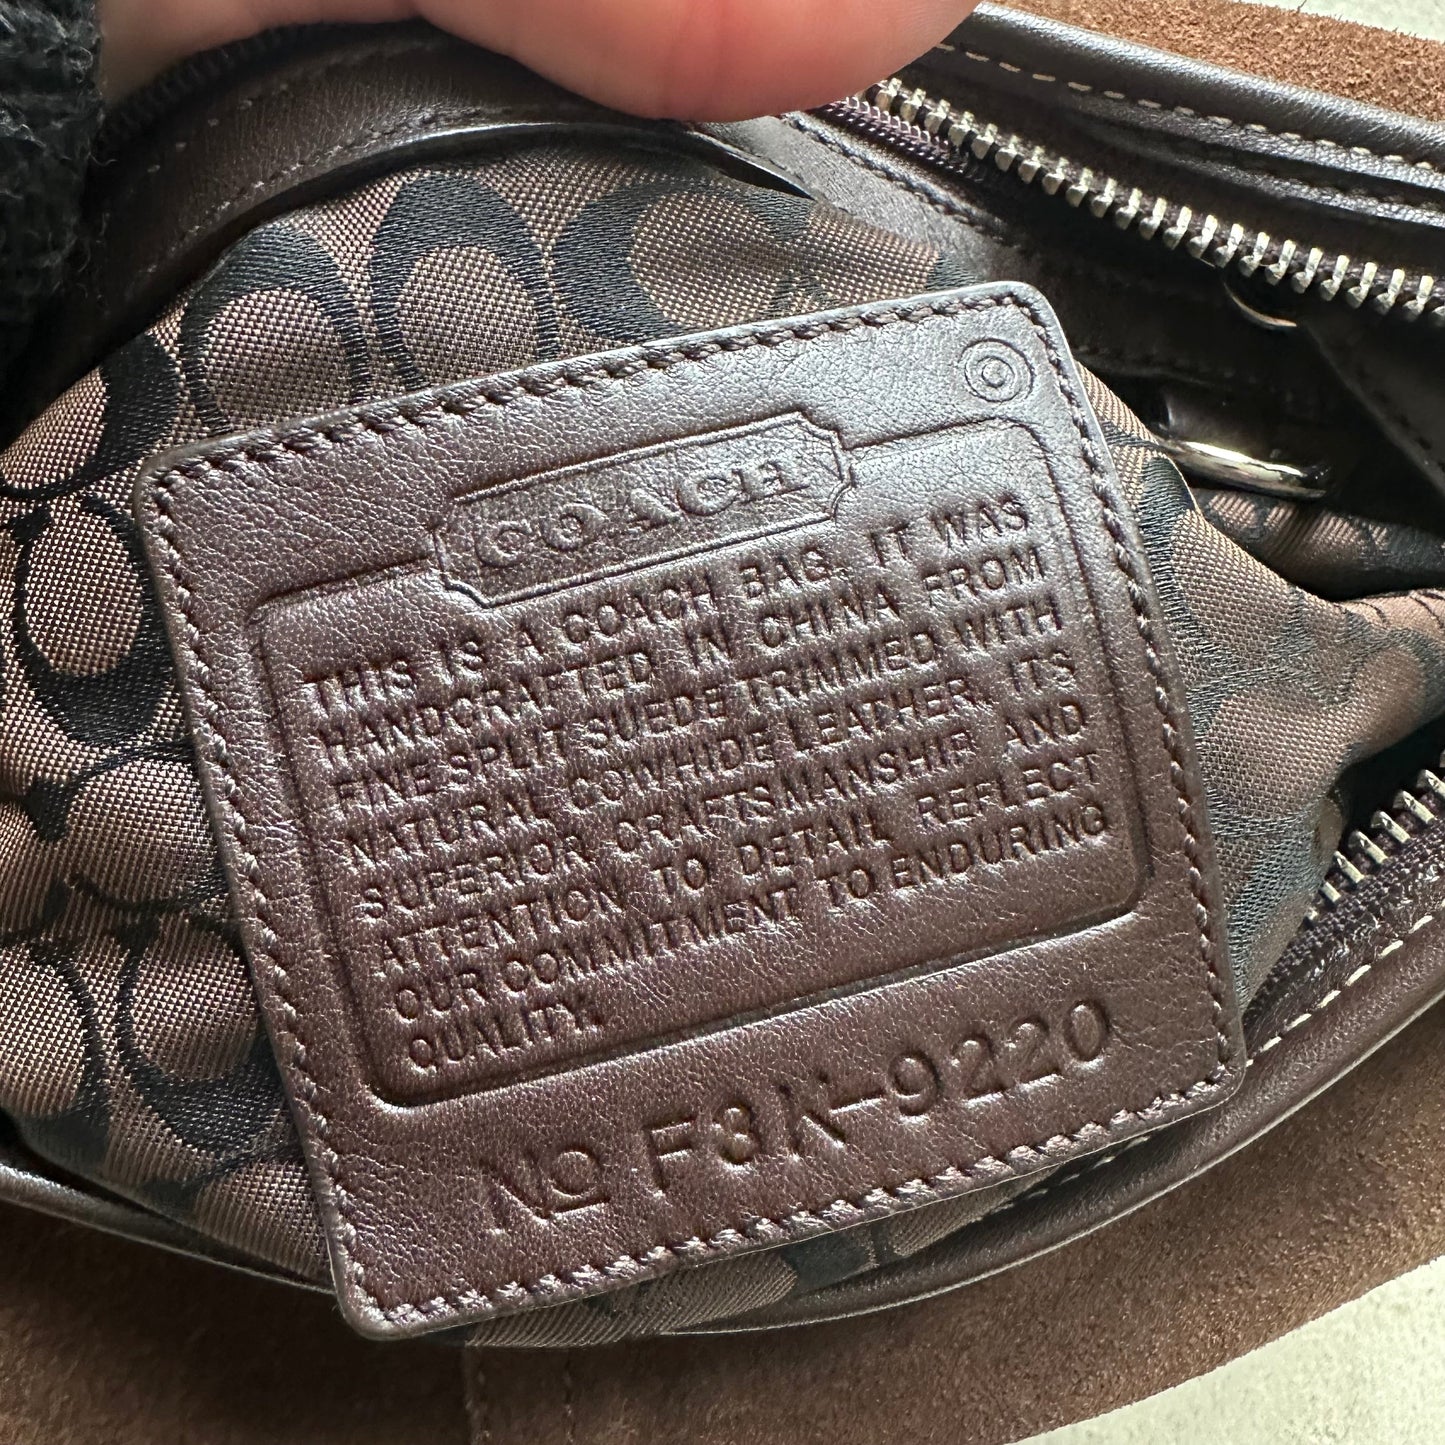 COACH
THIS IS A COACH BAG. IT WAS
HANDCRAFTED IN CHINA FROM
FINE SPLIT SUEDE TRIMMED WITH
NATURAL COWHIDE LEATHER. ITS
SUPERIOR CRAFTSMANSHIP AND
ATTENTION TO DETAIL REFLECT
OUR COMMITMENT TO ENDURING
QUALITY.
No F3K-9220